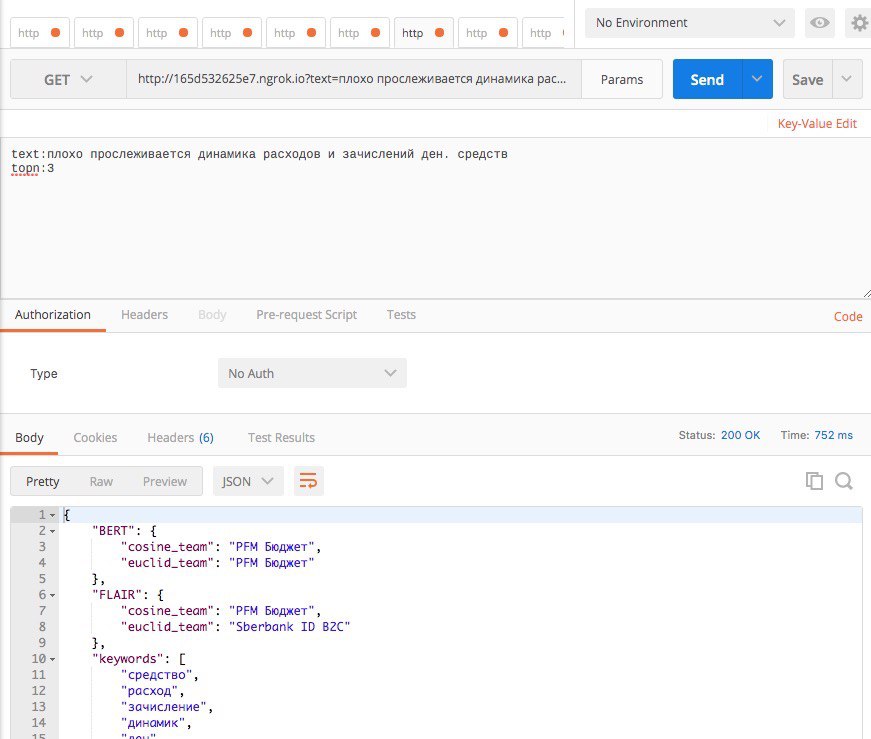 http http http http http http http http http
No Environment
GET http://165d532625e7.ngrok.io?text=плохо прослеживается динамика рас... Params Send Save
Key-Value Edit
text:плохо прослеживается динамика расходов и зачислений ден. средств
topn:3
Authorization Headers Body Pre-request Script Tests Code
Type No Auth
Body Cookies Headers (6) Test Results Status: 200 OK Time: 752 ms
Pretty Raw Preview JSON
1 {
2 "BERT": {
3 "cosine_team": "PFM Бюджет",
4 "euclid_team": "PFM Бюджет"
5 },
6 "FLAIR": {
7 "cosine_team": "PFM Бюджет",
8 "euclid_team": "Sberbank ID B2C"
9 },
10 "keywords": [
11 "средство",
12 "расход",
13 "зачисление",
14 "динамик",
15 "ден"